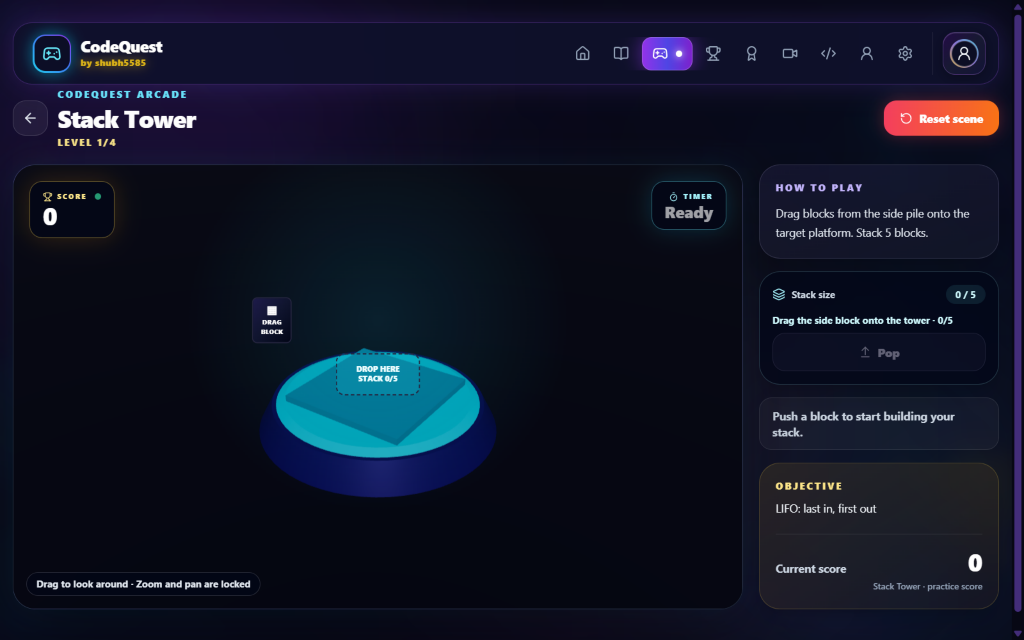 CodeQuest
by shubh5585
CODEQUEST ARCADE
Stack Tower
LEVEL 1/4
Reset scene
SCORE
0
TIMER
Ready
DRAG
BLOCK
DROP HERE
STACK 0/5
Drag to look around · Zoom and pan are locked
HOW TO PLAY
Drag blocks from the side pile onto the
target platform. Stack 5 blocks.
Stack size
0 / 5
Drag the side block onto the tower · 0/5
Pop
Push a block to start building your
stack.
OBJECTIVE
LIFO: last in, first out
Current score
0
Stack Tower · practice score